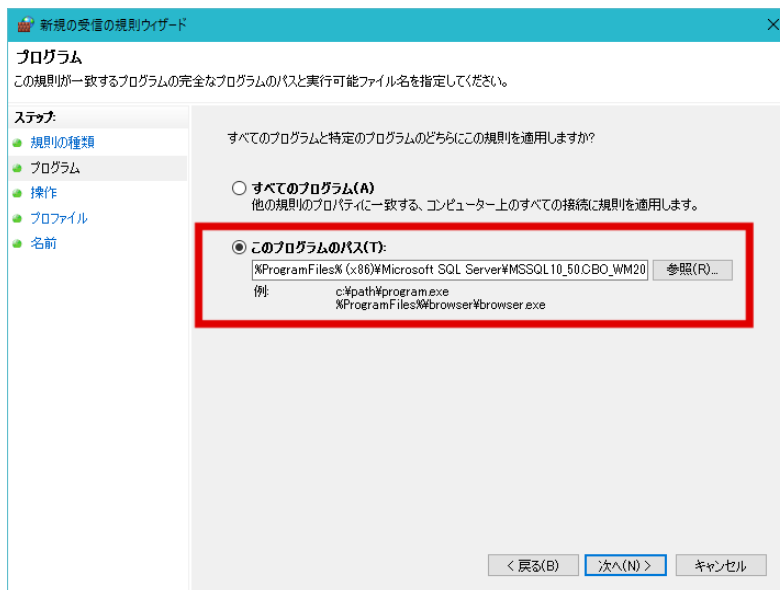 新規の受信の規則ウィザード
プログラム
この規則が一致するプログラムの完全なプログラムのパスと実行可能ファイル名を指定してください。
ステップ:
規則の種類
プログラム
操作
プロファイル
名前
すべてのプログラムと特定のプログラムのどちらにこの規則を適用しますか?
すべてのプログラム(A)
他の規則のプロパティに一致する、コンピューター上のすべての接続に規則を適用します。
このプログラムのパス(T):
%ProgramFiles% (x86)¥Microsoft SQL Server¥MSSQL10_50.CBO_WM20 参照(R)...
例: c:¥path¥program.exe
%ProgramFiles%¥browser¥browser.exe
< 戻る(B) 次へ(N) > キャンセル